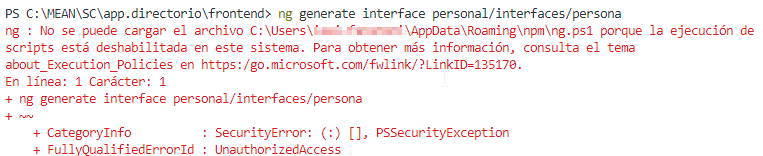 PS C:\MEAN\SC\app.directorio\frontend> ng generate interface personal/interfaces/persona
ng : No se puede cargar el archivo C:\Users\ \AppData\Roaming\npm\ng.ps1 porque la ejecución de
scripts está deshabilitada en este sistema. Para obtener más información, consulta el tema
about_Execution_Policies en https:/go.microsoft.com/fwlink/?LinkID=135170.
En línea: 1 Carácter: 1
+ ng generate interface personal/interfaces/persona
+ ~~
+ CategoryInfo : SecurityError: (:) [], PSSecurityException
+ FullyQualifiedErrorId : UnauthorizedAccess